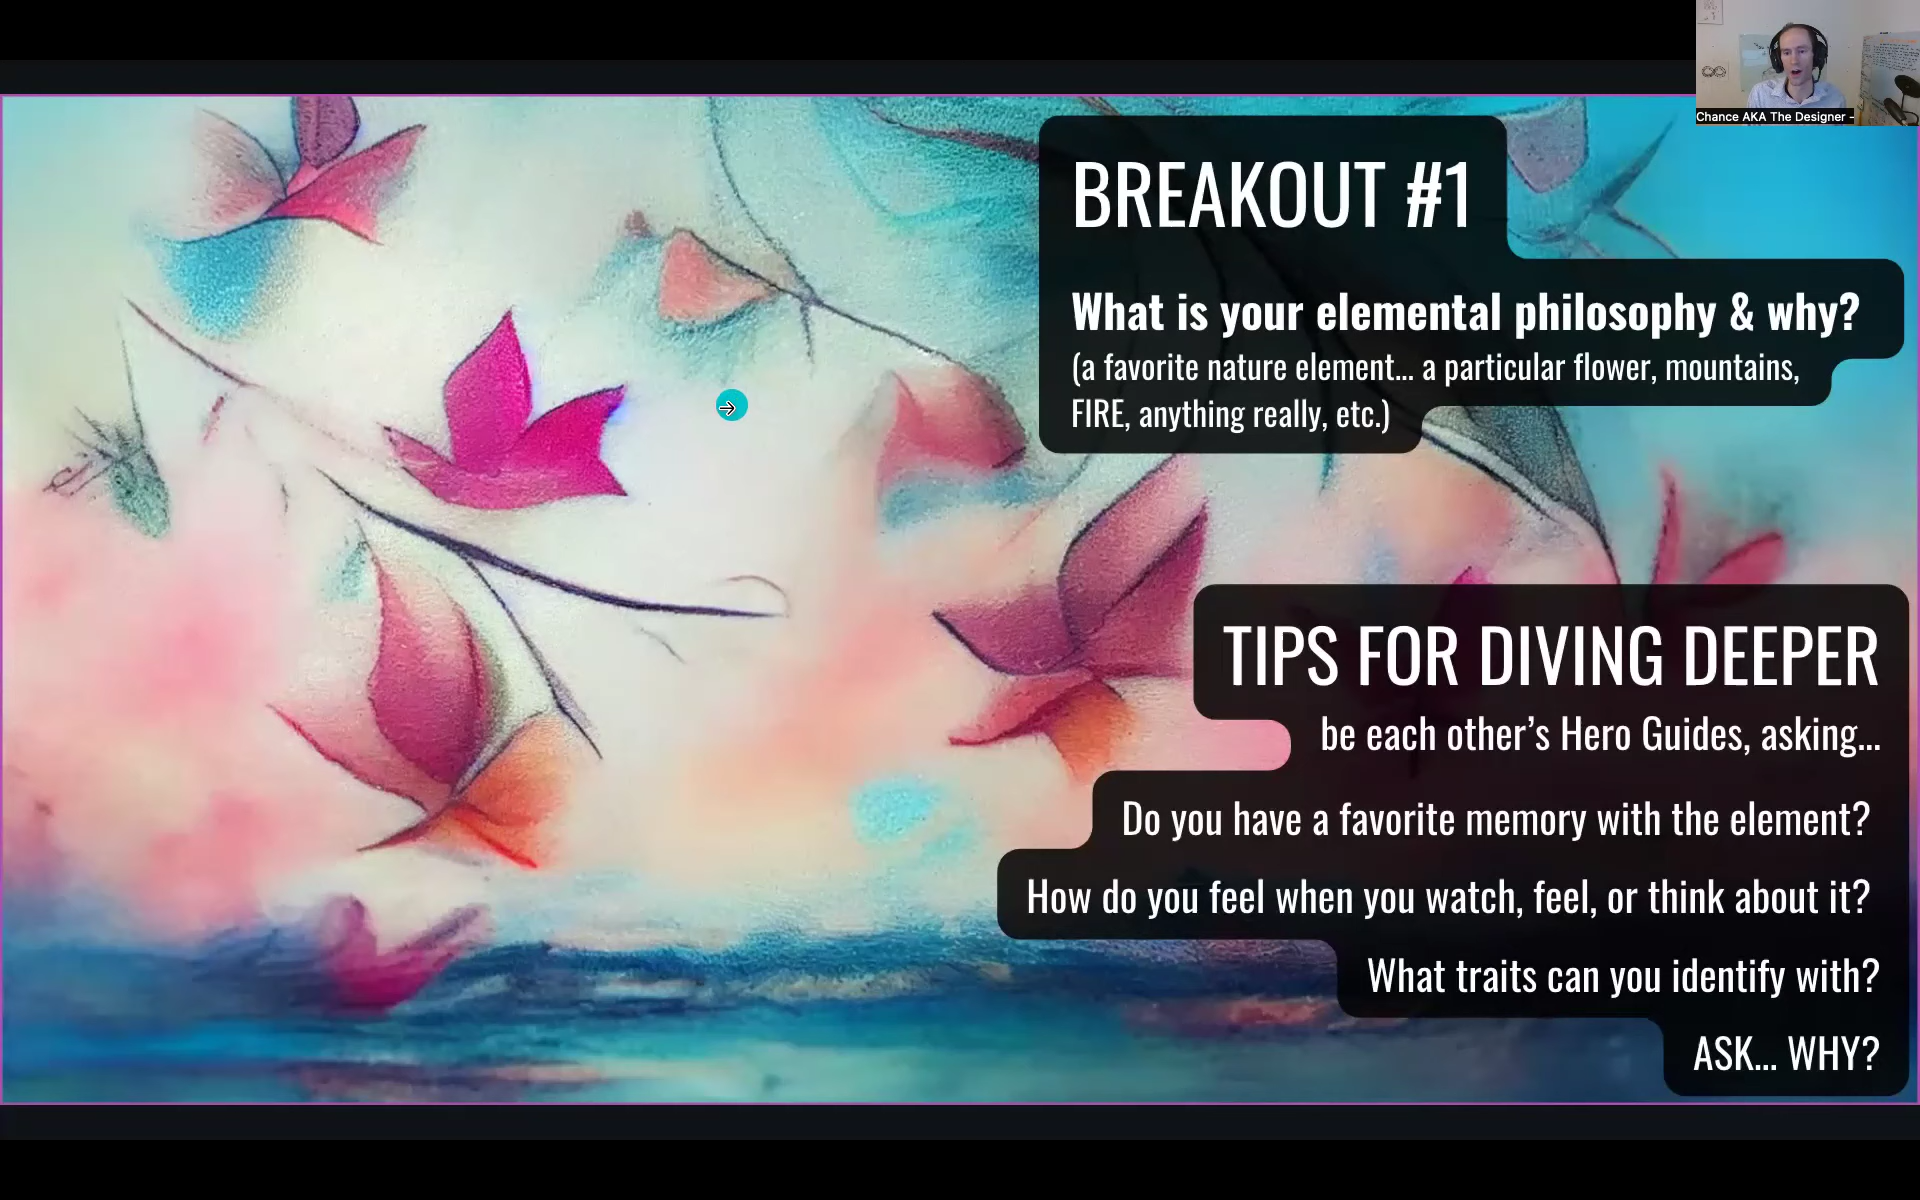 Chance AKA The Designer -
BREAKOUT #1
What is your elemental philosophy & why?
(a favorite nature element... a particular flower, mountains,
FIRE, anything really, etc.)
TIPS FOR DIVING DEEPER
be each other’s Hero Guides, asking...
Do you have a favorite memory with the element?
How do you feel when you watch, feel, or think about it?
What traits can you identify with?
ASK... WHY?